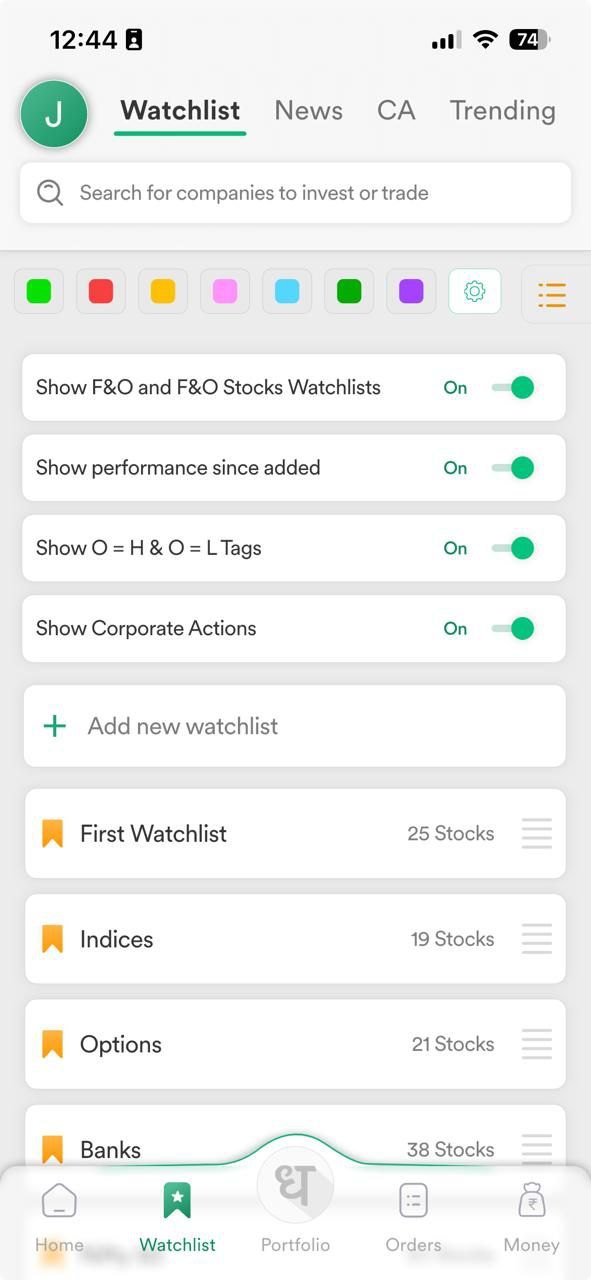 12:44
74
J
Watchlist News CA Trending
Search for companies to invest or trade
Show F&O and F&O Stocks Watchlists On
Show performance since added On
Show O = H & O = L Tags On
Show Corporate Actions On
+ Add new watchlist
First Watchlist 25 Stocks
Indices 19 Stocks
Options 21 Stocks
Banks 38 Stocks
ध
₹
Home Watchlist Portfolio Orders Money